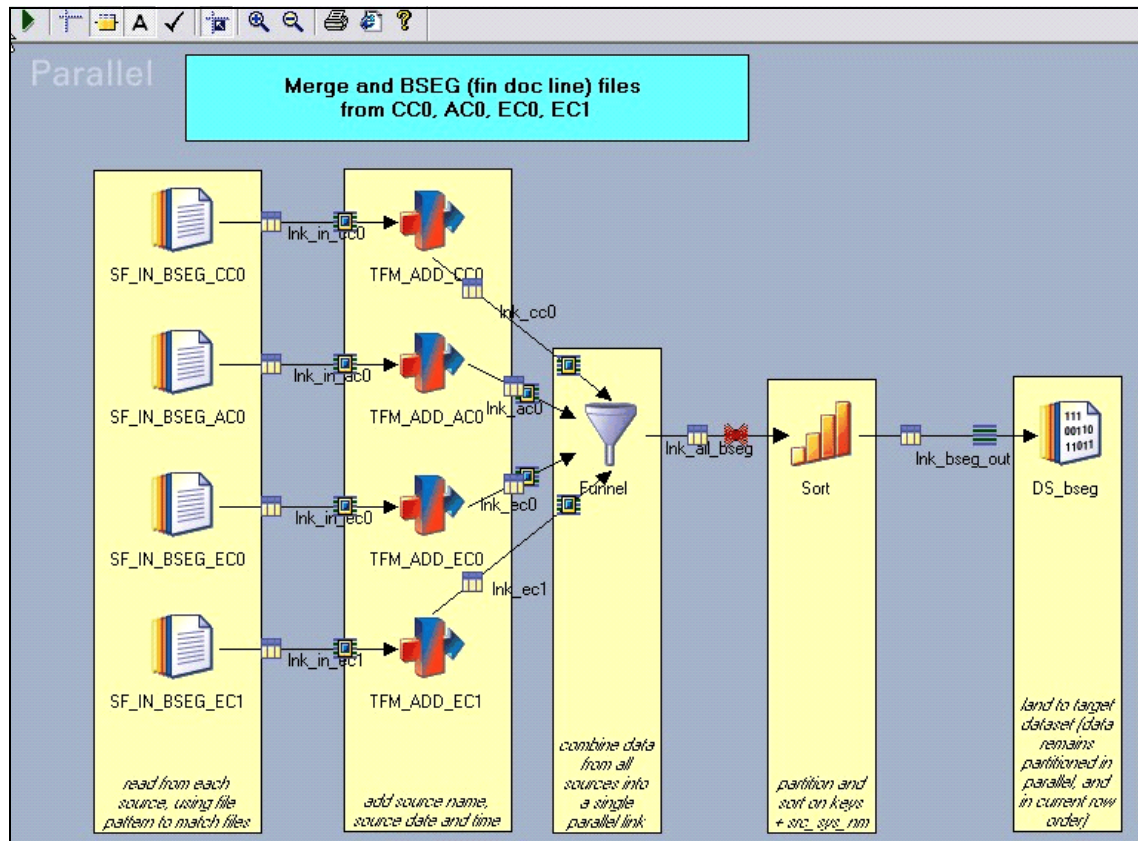 A
Parallel
Merge and BSEG (fin doc line) files
from CC0, AC0, EC0, EC1
lnk_in_cc0
SF_IN_BSEG_CC0
TFM_ADD_CC0
lnk_cc0
lnk_in_ac0
lnk_ac0
SF_IN_BSEG_AC0
TFM_ADD_AC0
lnk_all_bseg
lnk_bseg_out
111
00110
11011
Funnel
Sort
DS_bseg
lnk_in_ec0
lnk_ec0
SF_IN_BSEG_EC0
TFM_ADD_EC0
lnk_ec1
lnk_in_ec1
SF_IN_BSEG_EC1
TFM_ADD_EC1
read from each
source, using file
pattern to match files
add source name,
source date and time
combine data
from all
sources into
a single
parallel link
partition and
sort on keys
+ src_sys_nm
land to target
dataset (data
remains
partitioned in
parallel, and
in current row
order)